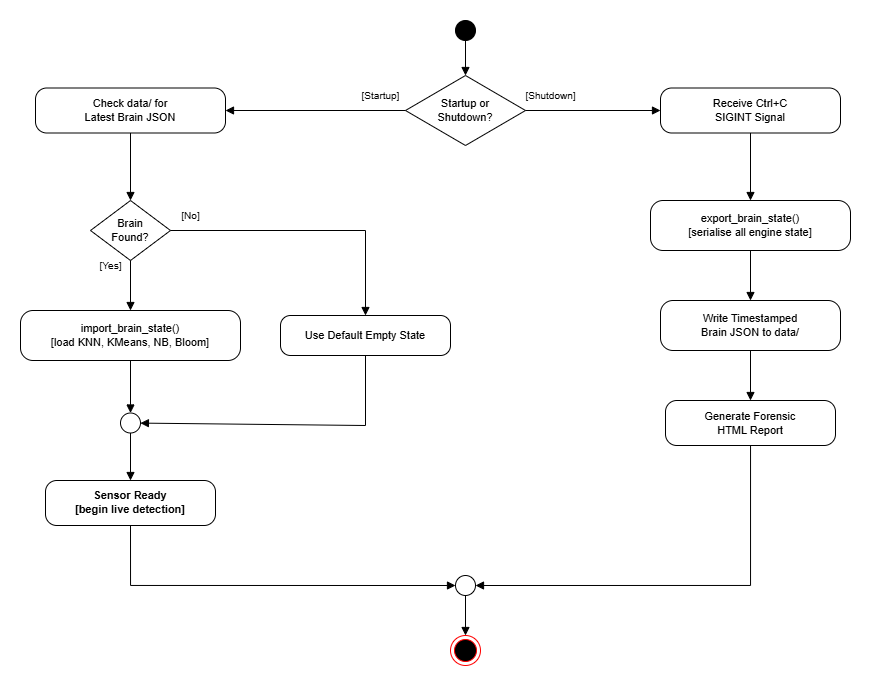 [Startup]
[Shutdown]
Check data/ for
Latest Brain JSON
Startup or
Shutdown?
Receive Ctrl+C
SIGINT Signal
Brain
Found?
[No]
[Yes]
export_brain_state()
[serialise all engine state]
import_brain_state()
[load KNN, KMeans, NB, Bloom]
Use Default Empty State
Write Timestamped
Brain JSON to data/
Generate Forensic
HTML Report
Sensor Ready
[begin live detection]